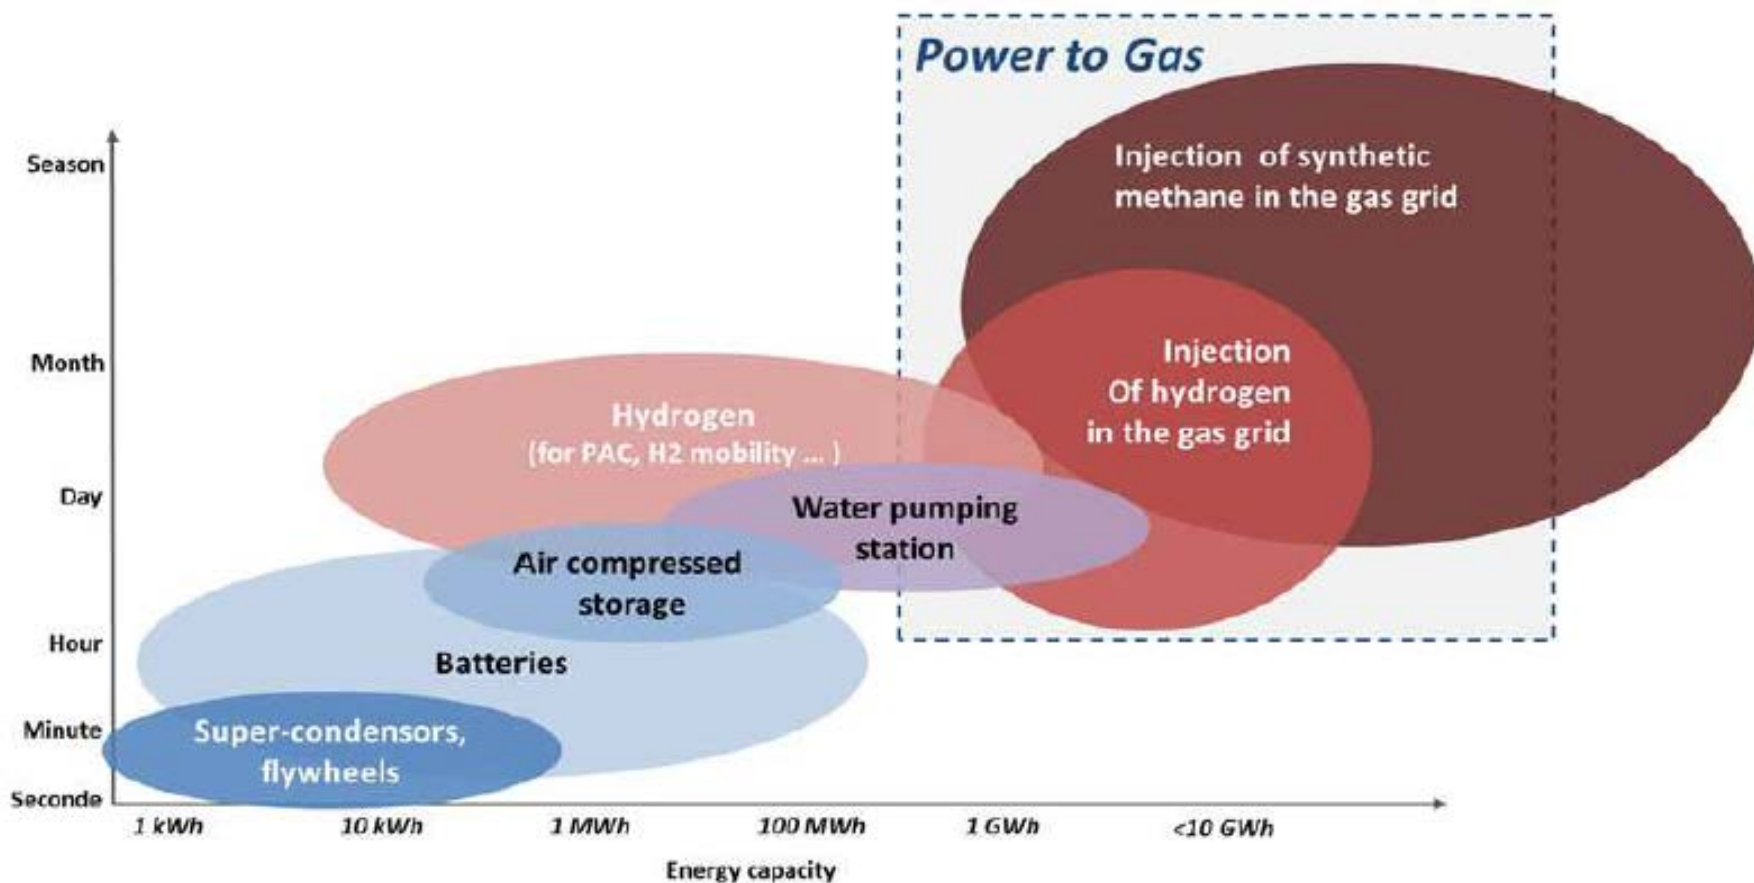 Power to Gas
Season
Month
Day
Hour
Minute
Seconde
Injection of synthetic
methane in the gas grid
Injection
Of hydrogen
in the gas grid
Hydrogen
(for PAC, H2 mobility ... )
Water pumping
station
Air compressed
storage
Batteries
Super-condensors,
flywheels
1 kWh
10 kWh
1 MWh
100 MWh
1 GWh
<10 GWh
Energy capacity